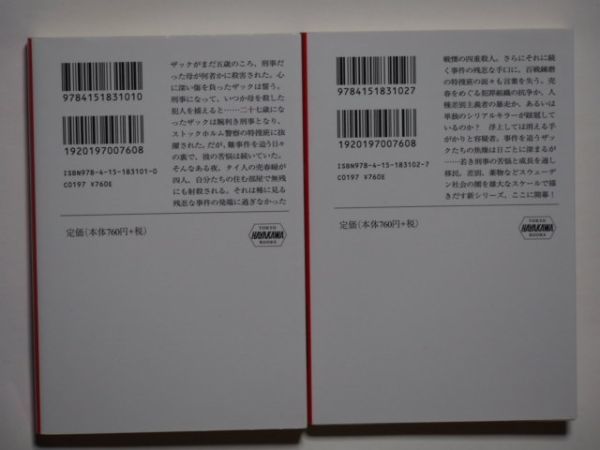 9784151831010
1920197007608
ISBN978-4-15-183101-0
C0197 ¥760E
ザックがまだ五歳のころ、刑事だ
った母が何者かに殺害された。心
に深い傷を負ったザックは誓う。
刑事になって、いつか母を殺した
犯人を捕えると……二十七歳にな
ったザックは腕利き刑事となり、
ストックホルム警察の特捜班に抜
擢された。だが、難事件を追う日々
の裏で、彼の苦悩は続いていた。
そんなある夜、タイ人の売春婦が
四人、自分たちの住む部屋で無残
にも射殺される。それは稀に見る
残忍な事件の発端に過ぎなかった
定価(本体760円+税)
TOKYO
HAYAKAWA
BOOKS
9784151831027
1920197007608
ISBN978-4-15-183102-7
C0197 ¥760E
戦慄の四重殺人。さらにそれに続
く事件の残忍な手口に、百戦錬磨
の特捜班の面々も言葉を失う。売
春をめぐる犯罪組織の抗争か、人
種差別主義者の暴走か、あるいは
単独のシリアルキラーが跋扈して
いるのか? 浮上しては消える手
がかりと容疑者。事件を追うザッ
クたちの焦燥は日ごとに深まるが
……若き刑事の苦悩と成長を通し
移民、差別、薬物などスウェーデ
ン社会の闇を雄大なスケールで描
きだす新シリーズ、ここに開幕!
定価(本体760円+税)
TOKYO
HAYAKAWA
BOOKS